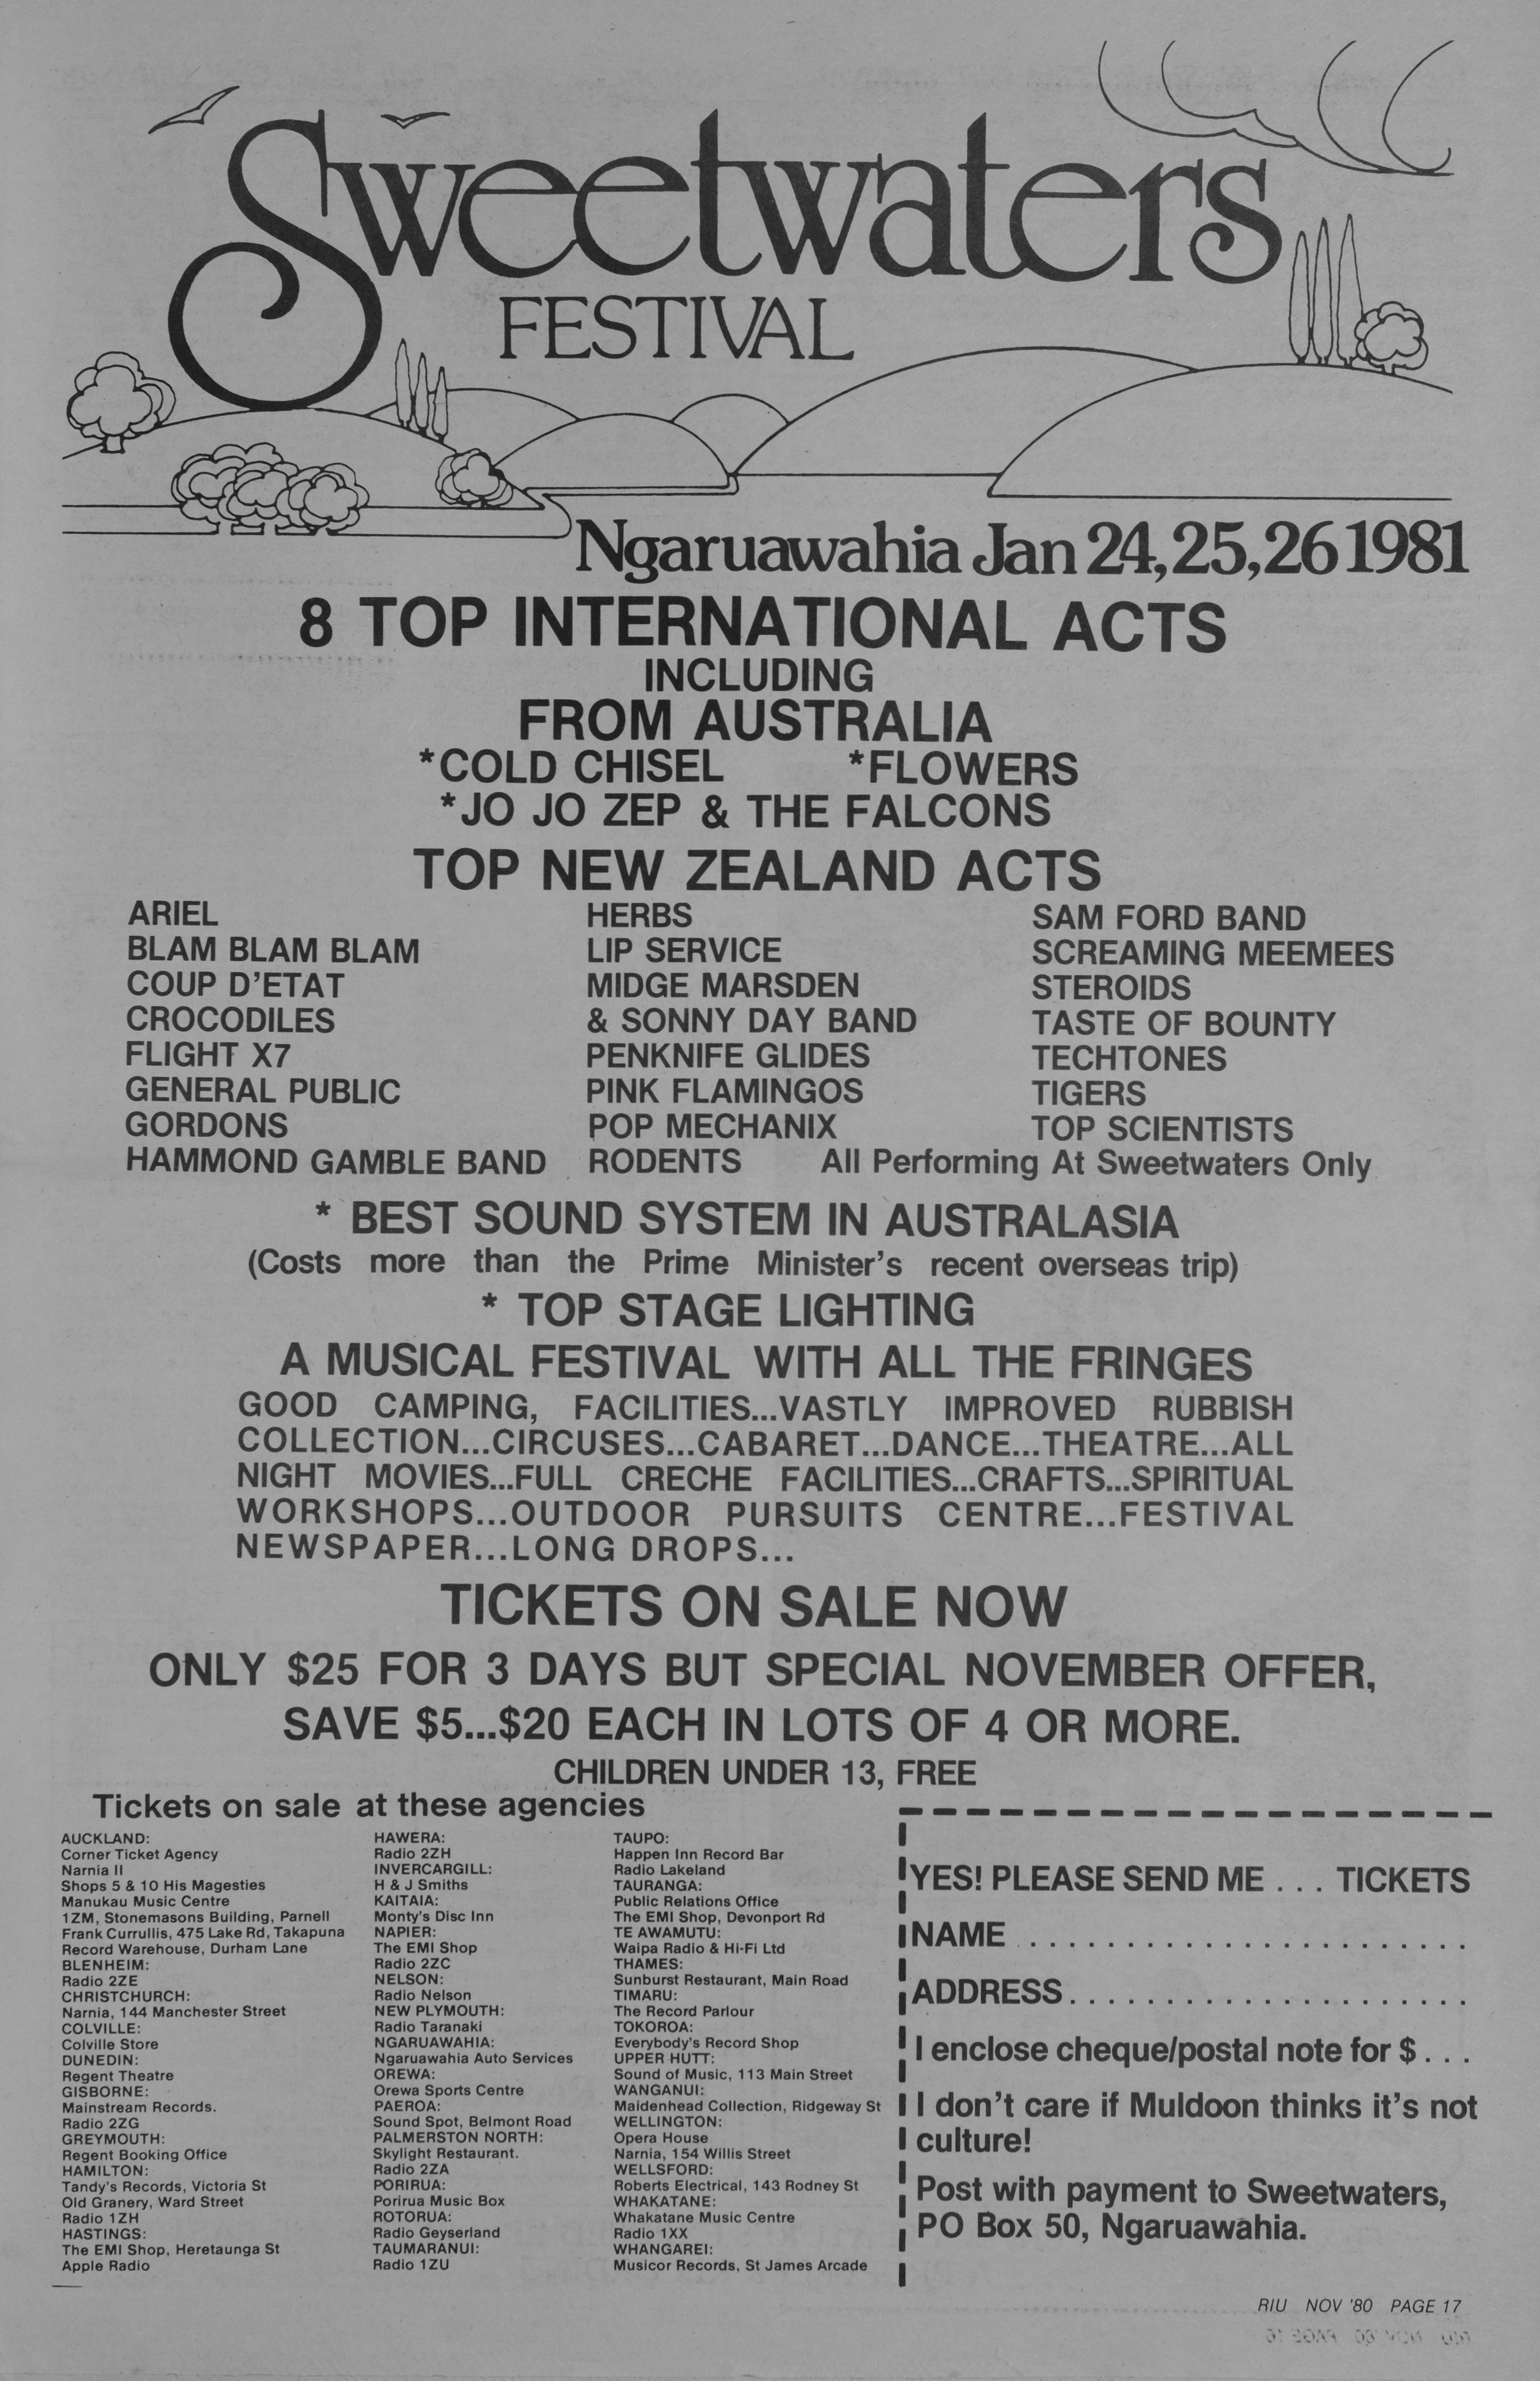 Sweetwaters
FESTIVAL
Ngaruawahia Jan 24,25,26 1981
8 TOP INTERNATIONAL ACTS
INCLUDING
FROM AUSTRALIA
*COLD CHISEL *FLOWERS
*JO JO ZEP & THE FALCONS
TOP NEW ZEALAND ACTS
ARIEL
BLAM BLAM BLAM
COUP D'ETAT
CROCODILES
FLIGHT X7
GENERAL PUBLIC
GORDONS
HAMMOND GAMBLE BAND
HERBS
LIP SERVICE
MIDGE MARSDEN
& SONNY DAY BAND
PENKNIFE GLIDES
PINK FLAMINGOS
POP MECHANIX
RODENTS
SAM FORD BAND
SCREAMING MEEMEES
STEROIDS
TASTE OF BOUNTY
TECHTONES
TIGERS
TOP SCIENTISTS
All Performing At Sweetwaters Only
* BEST SOUND SYSTEM IN AUSTRALASIA
(Costs more than the Prime Minister's recent overseas trip)
* TOP STAGE LIGHTING
A MUSICAL FESTIVAL WITH ALL THE FRINGES
GOOD CAMPING, FACILITIES...VASTLY IMPROVED RUBBISH
COLLECTION...CIRCUSES...CABARET...DANCE...THEATRE...ALL
NIGHT MOVIES...FULL CRECHE FACILITIES...CRAFTS...SPIRITUAL
WORKSHOPS...OUTDOOR PURSUITS CENTRE...FESTIVAL
NEWSPAPER...LONG DROPS...
TICKETS ON SALE NOW
ONLY $25 FOR 3 DAYS BUT SPECIAL NOVEMBER OFFER,
SAVE $5...$20 EACH IN LOTS OF 4 OR MORE.
CHILDREN UNDER 13, FREE
Tickets on sale at these agencies
AUCKLAND:
Corner Ticket Agency
Narnia II
Shops 5 & 10 His Magesties
Manukau Music Centre
1ZM, Stonemasons Building, Parnell
Frank Currullis, 475 Lake Rd, Takapuna
Record Warehouse, Durham Lane
BLENHEIM:
Radio 2ZE
CHRISTCHURCH:
Narnia, 144 Manchester Street
COLVILLE:
Colville Store
DUNEDIN:
Regent Theatre
GISBORNE:
Mainstream Records.
Radio 2ZG
GREYMOUTH:
Regent Booking Office
HAMILTON:
Tandy's Records, Victoria St
Old Granery, Ward Street
Radio 1ZH
HASTINGS:
The EMI Shop, Heretaunga St
Apple Radio
HAWERA:
Radio 2ZH
INVERCARGILL:
H & J Smiths
KAITAIA:
Monty's Disc Inn
NAPIER:
The EMI Shop
Radio 2ZC
NELSON:
Radio Nelson
NEW PLYMOUTH:
Radio Taranaki
NGARUAWAHIA:
Ngaruawahia Auto Services
OREWA:
Orewa Sports Centre
PAEROA:
Sound Spot, Belmont Road
PALMERSTON NORTH:
Skylight Restaurant.
Radio 2ZA
PORIRUA:
Porirua Music Box
ROTORUA:
Radio Geyserland
TAUMARANUI:
Radio 1ZU
TAUPO:
Happen Inn Record Bar
Radio Lakeland
TAURANGA:
Public Relations Office
The EMI Shop, Devonport Rd
TE AWAMUTU:
Waipa Radio & Hi-Fi Ltd
THAMES:
Sunburst Restaurant, Main Road
TIMARU:
The Record Parlour
TOKOROA:
Everybody's Record Shop
UPPER HUTT:
Sound of Music, 113 Main Street
WANGANUI:
Maidenhead Collection, Ridgeway St
WELLINGTON:
Opera House
Narnia, 154 Willis Street
WELLSFORD:
Roberts Electrical, 143 Rodney St
WHAKATANE:
Whakatane Music Centre
Radio 1XX
WHANGAREI:
Musicor Records, St James Arcade
YES! PLEASE SEND ME . . . TICKETS
NAME . . . . . . . . . . . . . . . . . . . . . . . .
ADDRESS . . . . . . . . . . . . . . . . . . . . . .
I enclose cheque/postal note for $ . . .
I don't care if Muldoon thinks it's not
culture!
Post with payment to Sweetwaters,
PO Box 50, Ngaruawahia.
RIU NOV '80 PAGE 17